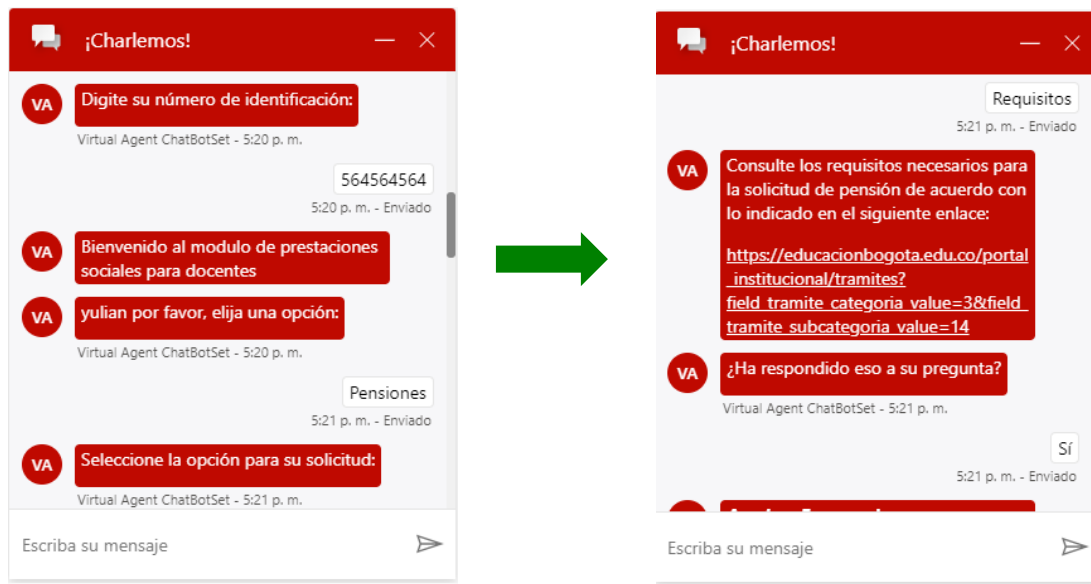 ¡Charlemos!
VA
Digite su número de identificación:
Virtual Agent ChatBotSet - 5:20 p. m.
564564564
5:20 p. m. - Enviado
VA
Bienvenido al modulo de prestaciones
sociales para docentes
VA
yulian por favor, elija una opción:
Virtual Agent ChatBotSet - 5:20 p. m.
Pensiones
5:21 p. m. - Enviado
VA
Seleccione la opción para su solicitud:
Virtual Agent ChatBotSet - 5:21 p. m.
Escriba su mensaje
¡Charlemos!
Requisitos
5:21 p. m. - Enviado
VA
Consulte los requisitos necesarios para
la solicitud de pensión de acuerdo con
lo indicado en el siguiente enlace:
https://educacionbogota.edu.co/portal
_institucional/tramites?
field_tramite_categoria_value=3&field_
tramite_subcategoria_value=14
VA
¿Ha respondido eso a su pregunta?
Virtual Agent ChatBotSet - 5:21 p. m.
Sí
5:21 p. m. - Enviado
Escriba su mensaje